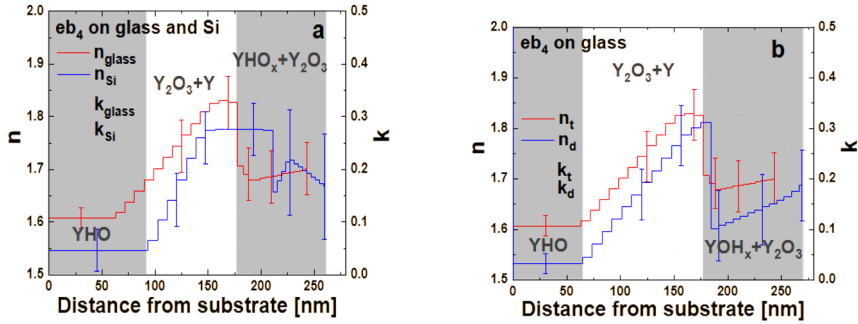 eb4 on glass and Si
a
nglass
nSi
kglass
kSi
Y2O3+Y
YHOx+Y2O3
YHO
n
2.0
1.9
1.8
1.7
1.6
1.5
k
0.5
0.4
0.3
0.2
0.1
0.0
0 50 100 150 200 250
Distance from substrate [nm]
eb4 on glass
b
Y2O3+Y
nt
nd
kt
kd
YHO
YOHx+Y2O3
n
2.0
1.9
1.8
1.7
1.6
1.5
k
0.5
0.4
0.3
0.2
0.1
0.0
0 50 100 150 200 250
Distance from substrate [nm]